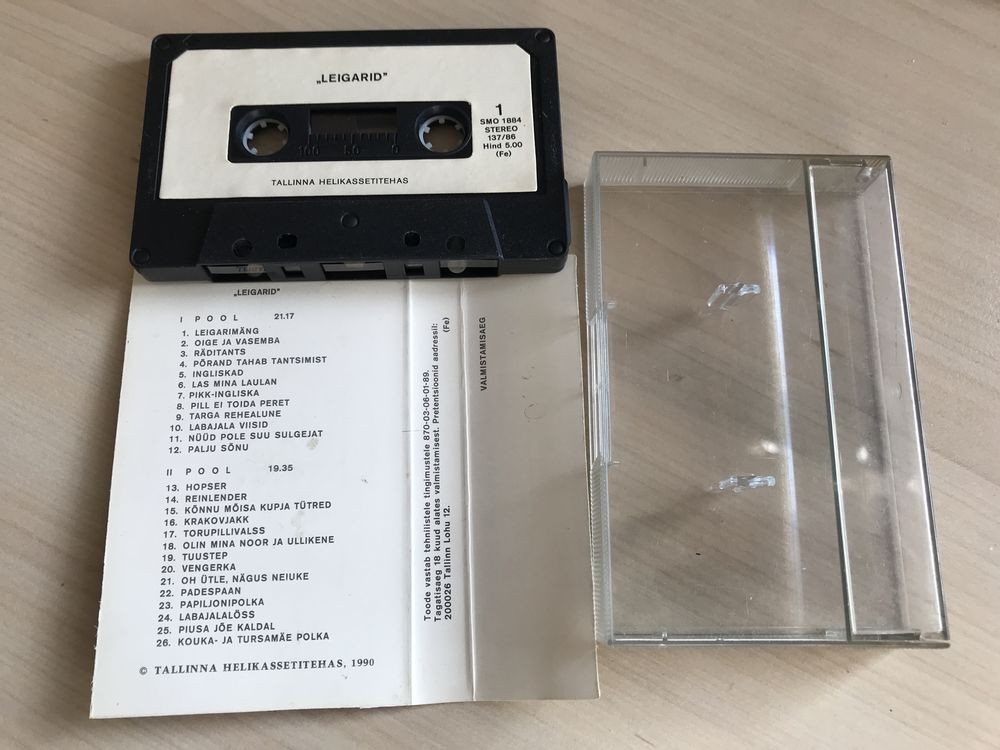 „LEIGARID”
1
SMO 1884
STEREO
137/86
Hind 5.00
(Fe)
100 50 0
TALLINNA HELIKASSETITEHAS
„LEIGARID”
I POOL 21.17
1. LEIGARIMÄNG
2. OIGE JA VASEMBA
3. RÄDITANTS
4. PÕRAND TAHAB TANTSIMIST
5. INGLISKAD
6. LAS MINA LAULAN
7. PIKK-INGLISKA
8. PILL EI TOIDA PERET
9. TARGA REHEALUNE
10. LABAJALA VIISID
11. NÜÜD POLE SUU SULGEJAT
12. PALJU SÕNU
II POOL 19.35
13. HOPSER
14. REINLENDER
15. KÕNNU MÕISA KUPJA TÜTRED
16. KRAKOVJAKK
17. TORUPILLIVALSS
18. OLIN MINA NOOR JA ULLIKENE
19. TUUSTEP
20. VENGERKA
21. OH ÜTLE, NÄGUS NEIUKE
22. PADESPAAN
23. PAPILJONIPOLKA
24. LABAJALALÖSS
25. PIUSA JÕE KALDAL
26. KOUKA- JA TURSAMÄE POLKA
© TALLINNA HELIKASSETITEHAS, 1990
Toode vastab tehnilistele tingimustele 870-03-06-01-89.
Tagatisaeg 18 kuud alates valmistamisest. Pretentsioonid aadressil:
200026 Tallinn Lohu 12. (Fe)
VALMISTAMISAEG